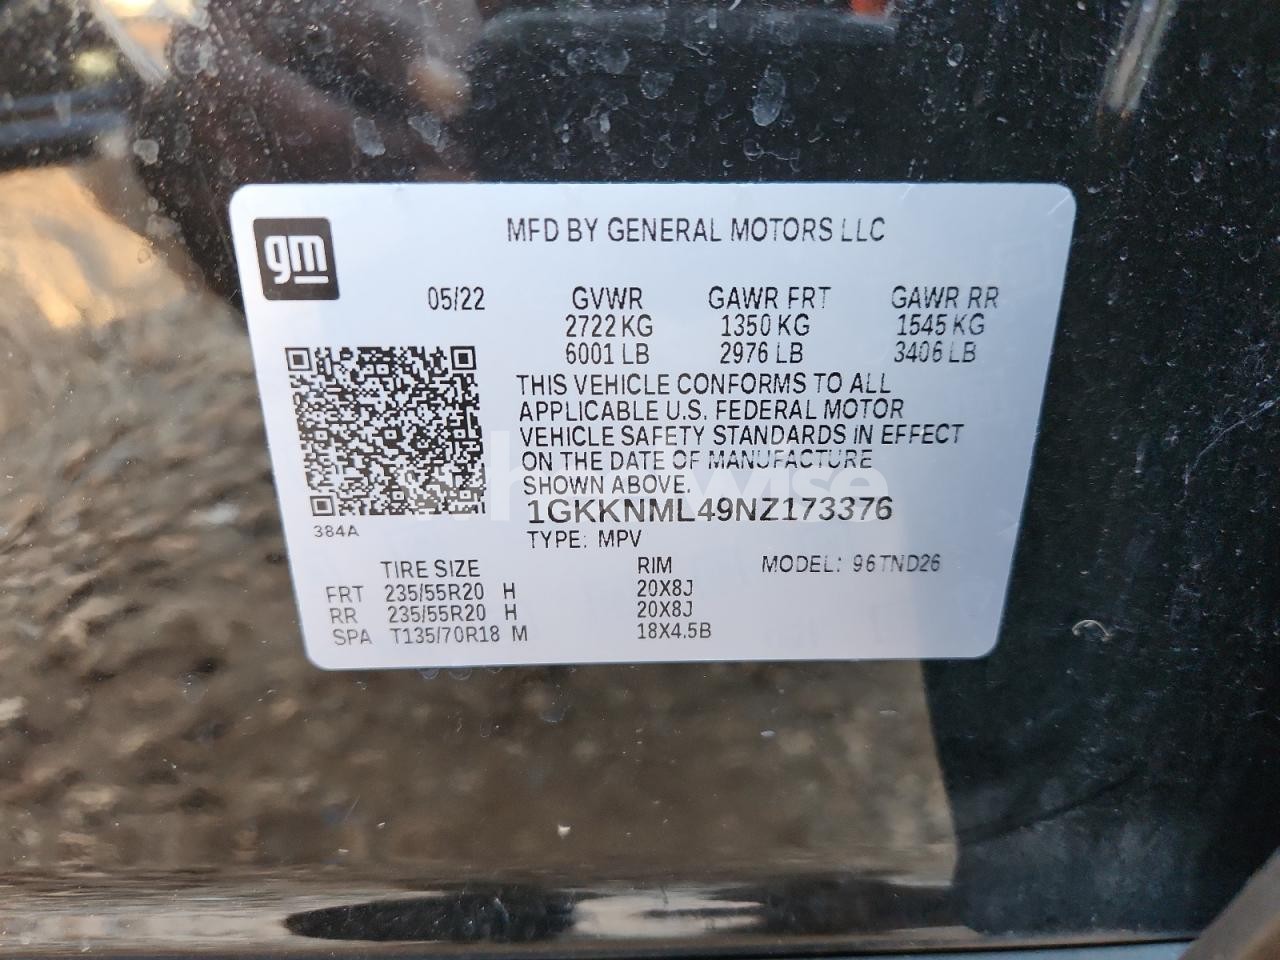 gm
MFD BY GENERAL MOTORS LLC
05/22 GVWR GAWR FRT GAWR RR
2722 KG 1350 KG 1545 KG
6001 LB 2976 LB 3406 LB
THIS VEHICLE CONFORMS TO ALL
APPLICABLE U.S. FEDERAL MOTOR
VEHICLE SAFETY STANDARDS IN EFFECT
ON THE DATE OF MANUFACTURE
SHOWN ABOVE.
1GKKNML49NZ173376
384A
TYPE: MPV
TIRE SIZE RIM MODEL: 96TND26
FRT 235/55R20 H 20X8J
RR 235/55R20 H 20X8J
SPA T135/70R18 M 18X4.5B